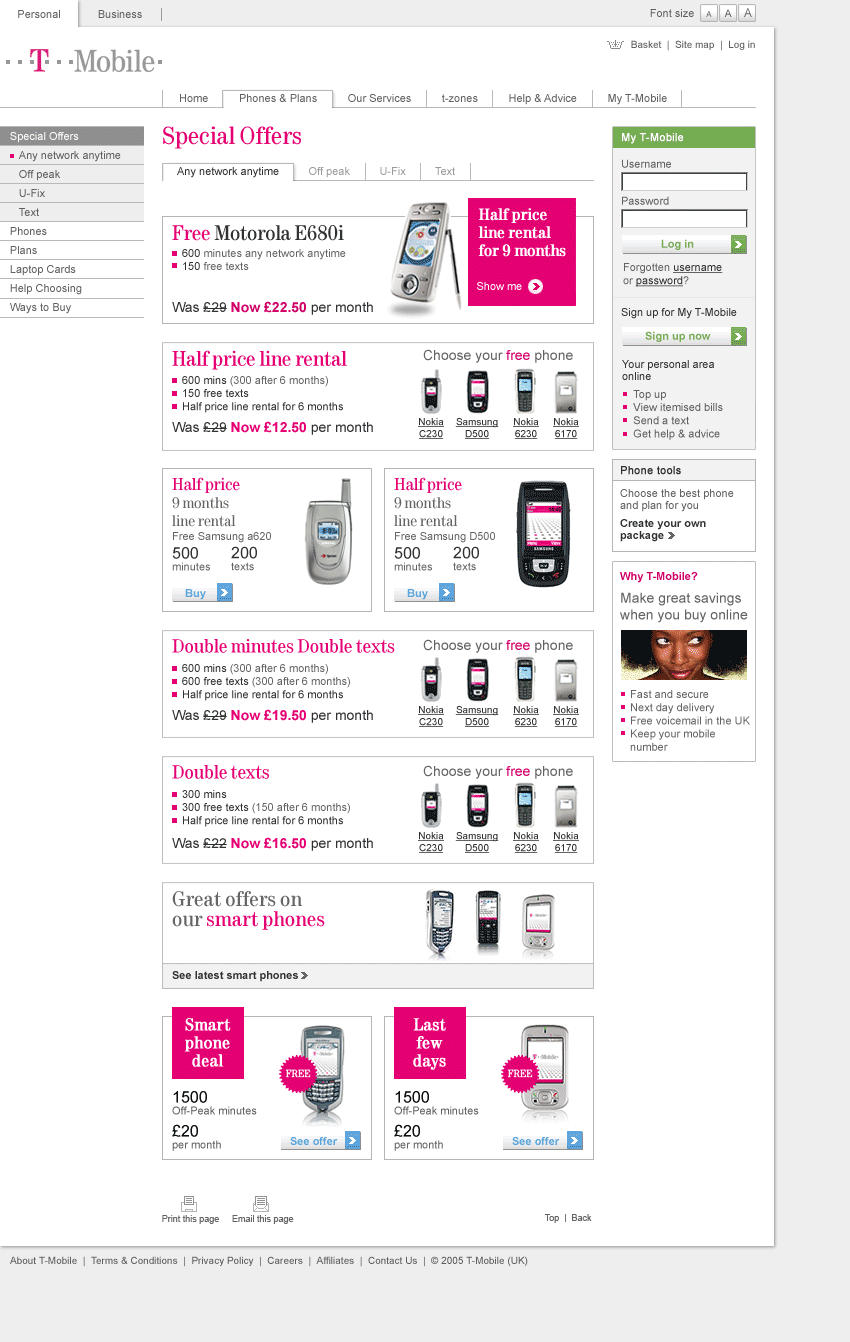 Personal
Business
Font size A A A
Basket | Site map | Log in
T-Mobile
Home
Phones & Plans
Our Services
t-zones
Help & Advice
My T-Mobile
Special Offers
Any network anytime
Off peak
U-Fix
Text
Phones
Plans
Laptop Cards
Help Choosing
Ways to Buy
Special Offers
Any network anytime
Off peak
U-Fix
Text
Free Motorola E680i
600 minutes any network anytime
150 free texts
Was £29 Now £22.50 per month
Half price
line rental
for 9 months
Show me
Half price line rental
600 mins (300 after 6 months)
150 free texts
Half price line rental for 6 months
Was £29 Now £12.50 per month
Choose your free phone
Nokia C230
Samsung D500
Nokia 6230
Nokia 6170
Half price
9 months
line rental
Free Samsung a620
500 minutes
200 texts
Buy
Half price
9 months
line rental
Free Samsung D500
500 minutes
200 texts
Buy
SAMSUNG
Double minutes Double texts
600 mins (300 after 6 months)
600 free texts (300 after 6 months)
Half price line rental for 6 months
Was £29 Now £19.50 per month
Choose your free phone
Nokia C230
Samsung D500
Nokia 6230
Nokia 6170
Double texts
300 mins
300 free texts (150 after 6 months)
Half price line rental for 6 months
Was £22 Now £16.50 per month
Choose your free phone
Nokia C230
Samsung D500
Nokia 6230
Nokia 6170
Great offers on
our smart phones
See latest smart phones
Smart
phone
deal
FREE
1500
Off-Peak minutes
£20
per month
See offer
Last
few
days
FREE
1500
Off-Peak minutes
£20
per month
See offer
Print this page
Email this page
Top | Back
My T-Mobile
Username
Password
Log in
Forgotten username
or password?
Sign up for My T-Mobile
Sign up now
Your personal area
online
Top up
View itemised bills
Send a text
Get help & advice
Phone tools
Choose the best phone
and plan for you
Create your own
package
Why T-Mobile?
Make great savings
when you buy online
Fast and secure
Next day delivery
Free voicemail in the UK
Keep your mobile
number
About T-Mobile | Terms & Conditions | Privacy Policy | Careers | Affiliates | Contact Us | © 2005 T-Mobile (UK)